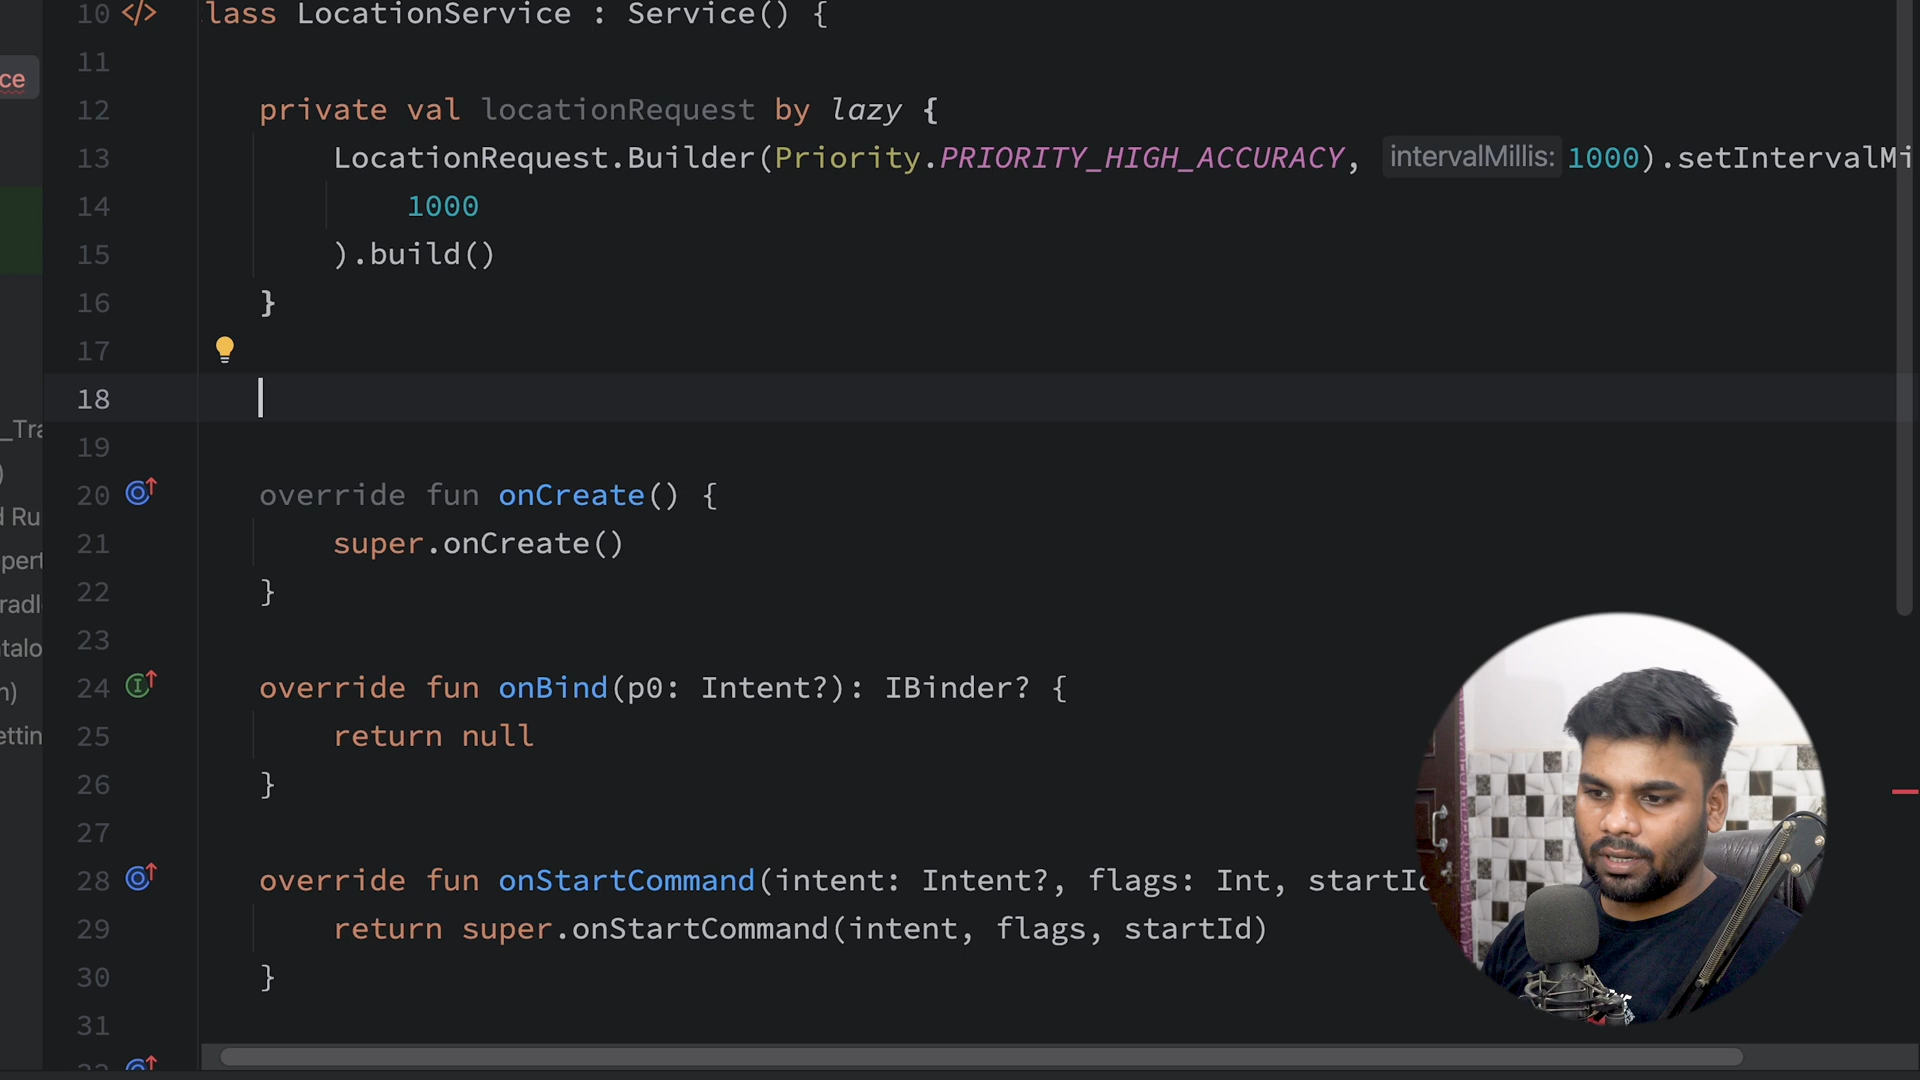 10 </> lass LocationService : Service() {
11
ce
12 private val locationRequest by lazy {
13 LocationRequest.Builder(Priority.PRIORITY_HIGH_ACCURACY, intervalMillis: 1000).setIntervalMi
14 1000
15 ).build()
16 }
17
18
_Tra
19
)
20 override fun onCreate() {
d Ru
21 super.onCreate()
pert
22 }
radl
23
atalo
24 override fun onBind(p0: Intent?): IBinder? {
n)
25 return null
ettin
26 }
27
28 override fun onStartCommand(intent: Intent?, flags: Int, startId
29 return super.onStartCommand(intent, flags, startId)
30 }
31